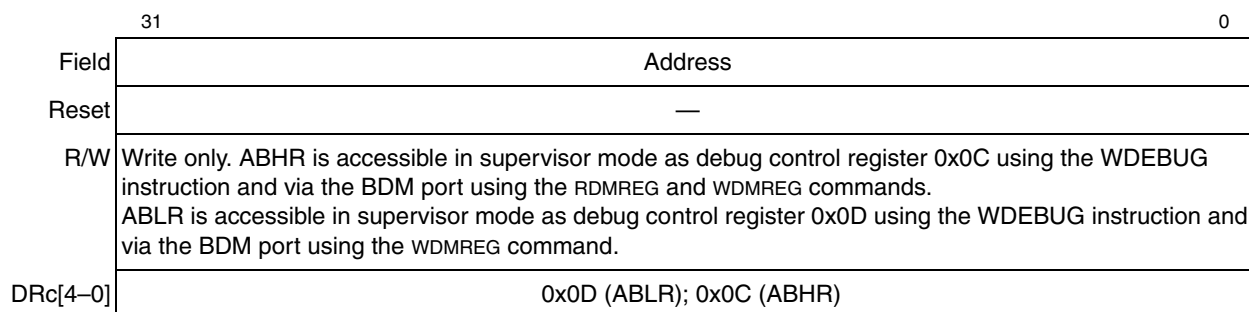 31 0
Field Address
Reset —
R/W Write only. ABHR is accessible in supervisor mode as debug control register 0x0C using the WDEBUG
instruction and via the BDM port using the RDMREG and WDMREG commands.
ABLR is accessible in supervisor mode as debug control register 0x0D using the WDEBUG instruction and
via the BDM port using the WDMREG command.
DRc[4–0] 0x0D (ABLR); 0x0C (ABHR)